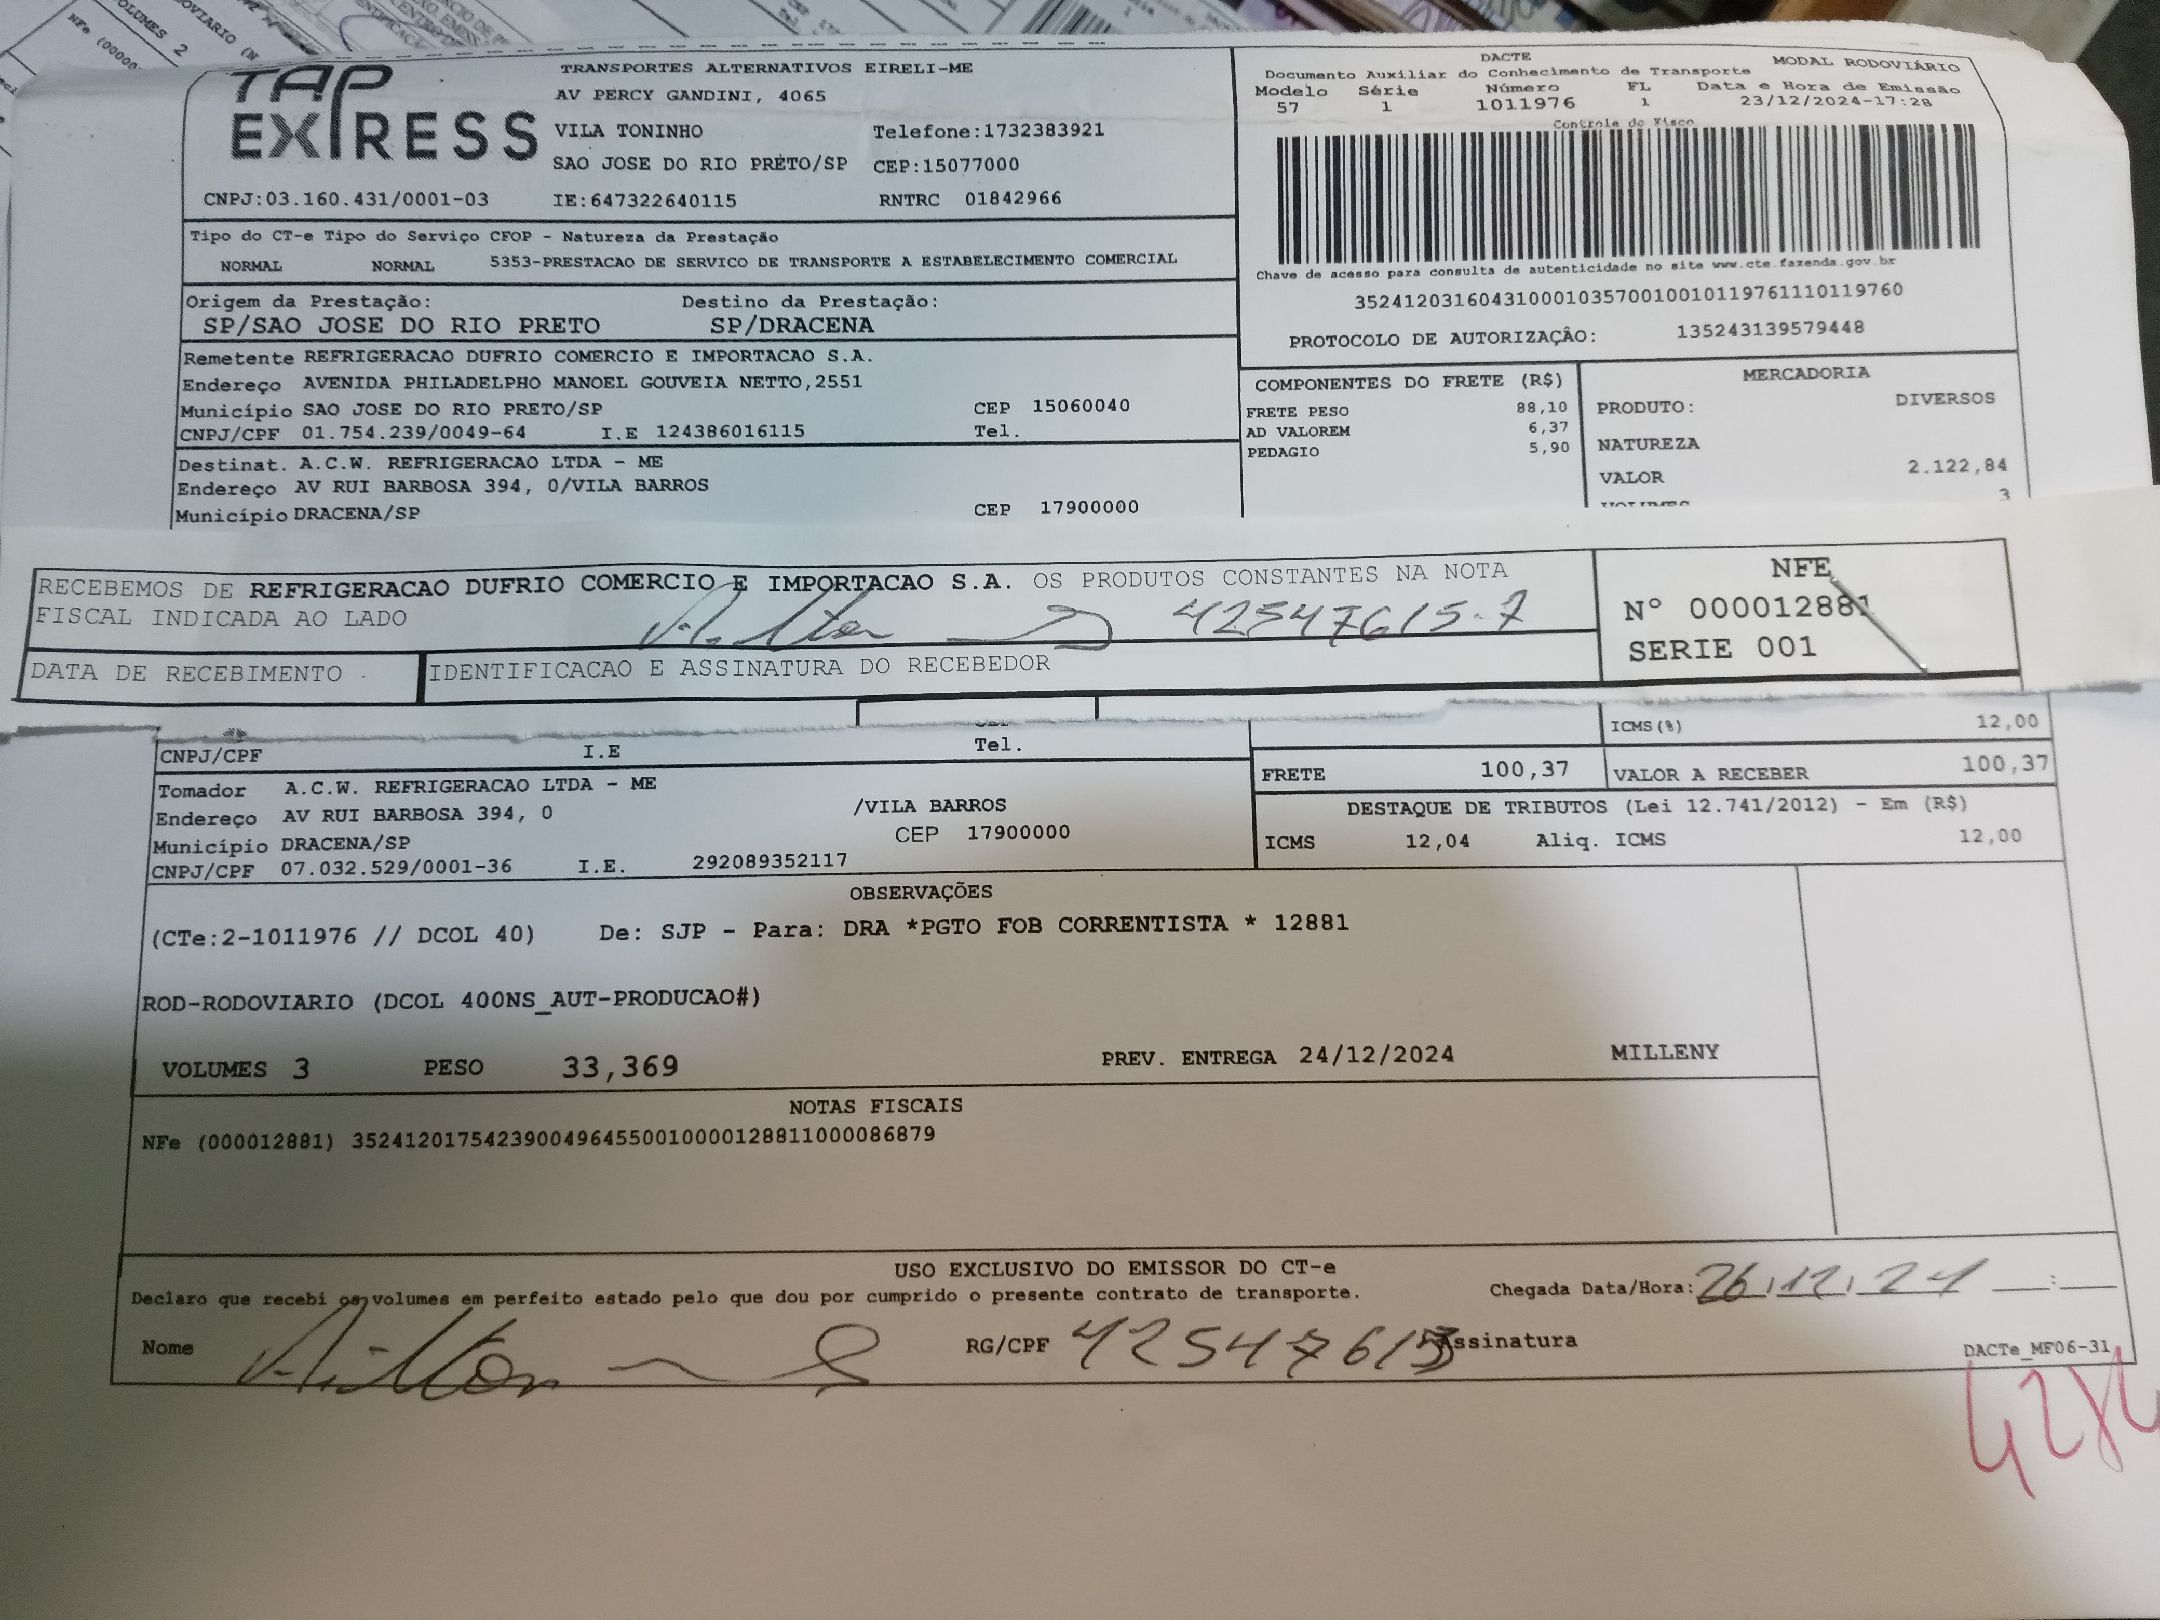 TAP EXPRESS
TRANSPORTES ALTERNATIVOS EIRELI-ME
AV PERCY GANDINI, 4065
VILA TONINHO Telefone:1732383921
SAO JOSE DO RIO PRETO/SP CEP:15077000
CNPJ:03.160.431/0001-03 IE:647322640115 RNTRC 01842966
DACTE MODAL RODOVIÁRIO
Documento Auxiliar do Conhecimento de Transporte
Modelo Série Número FL Data e Hora de Emissão
57 1 1011976 1 23/12/2024-17:28
Controle do Fisco
Chave de acesso para consulta de autenticidade no site www.cte.fazenda.gov.br
35241203160431000103570010010119761110119760
PROTOCOLO DE AUTORIZAÇÃO: 135243139579448
Tipo do CT-e Tipo do Serviço CFOP - Natureza da Prestação
NORMAL NORMAL 5353-PRESTACAO DE SERVICO DE TRANSPORTE A ESTABELECIMENTO COMERCIAL
Origem da Prestação: Destino da Prestação:
SP/SAO JOSE DO RIO PRETO SP/DRACENA
Remetente REFRIGERACAO DUFRIO COMERCIO E IMPORTACAO S.A.
Endereço AVENIDA PHILADELPHO MANOEL GOUVEIA NETTO,2551
Município SAO JOSE DO RIO PRETO/SP CEP 15060040
CNPJ/CPF 01.754.239/0049-64 I.E 124386016115 Tel.
Destinat. A.C.W. REFRIGERACAO LTDA - ME
Endereço AV RUI BARBOSA 394, 0/VILA BARROS
Município DRACENA/SP CEP 17900000
COMPONENTES DO FRETE (R$)
FRETE PESO 88,10
AD VALOREM 6,37
PEDAGIO 5,90
MERCADORIA
PRODUTO: DIVERSOS
NATUREZA
VALOR 2.122,84
VOLUMES 3
RECEBEMOS DE REFRIGERACAO DUFRIO COMERCIO E IMPORTACAO S.A. OS PRODUTOS CONSTANTES NA NOTA
FISCAL INDICADA AO LADO
Milton 42547615-7
DATA DE RECEBIMENTO IDENTIFICACAO E ASSINATURA DO RECEBEDOR
NFE
Nº 000012881
SERIE 001
CNPJ/CPF I.E Tel.
ICMS(%) 12,00
FRETE 100,37 VALOR A RECEBER 100,37
Tomador A.C.W. REFRIGERACAO LTDA - ME
Endereço AV RUI BARBOSA 394, 0 /VILA BARROS
Município DRACENA/SP CEP 17900000
CNPJ/CPF 07.032.529/0001-36 I.E. 292089352117
DESTAQUE DE TRIBUTOS (Lei 12.741/2012) - Em (R$)
ICMS 12,04 Aliq. ICMS 12,00
OBSERVAÇÕES
(CTe:2-1011976 // DCOL 40) De: SJP - Para: DRA *PGTO FOB CORRENTISTA * 12881
ROD-RODOVIARIO (DCOL 400NS_AUT-PRODUCAO#)
VOLUMES 3 PESO 33,369 PREV. ENTREGA 24/12/2024 MILLENY
NOTAS FISCAIS
NFe (000012881) 35241201754239004964550010000128811000086879
USO EXCLUSIVO DO EMISSOR DO CT-e
Declaro que recebi os volumes em perfeito estado pelo que dou por cumprido o presente contrato de transporte. Chegada Data/Hora: 26/12/24
Nome Milton RG/CPF 42547615 Assinatura
DACTe_MF06-31